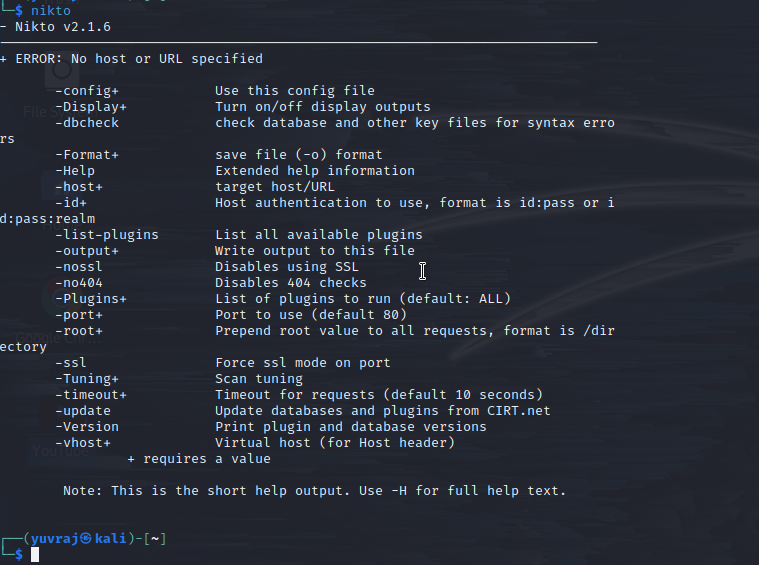 └─$ nikto
- Nikto v2.1.6
---------------------------------------------------------------------------
+ ERROR: No host or URL specified
-config+ Use this config file
-Display+ Turn on/off display outputs
-dbcheck check database and other key files for syntax erro
rs
-Format+ save file (-o) format
-Help Extended help information
-host+ target host/URL
-id+ Host authentication to use, format is id:pass or i
d:pass:realm
-list-plugins List all available plugins
-output+ Write output to this file
-nossl Disables using SSL
-no404 Disables 404 checks
-Plugins+ List of plugins to run (default: ALL)
-port+ Port to use (default 80)
-root+ Prepend root value to all requests, format is /dir
ectory
-ssl Force ssl mode on port
-Tuning+ Scan tuning
-timeout+ Timeout for requests (default 10 seconds)
-update Update databases and plugins from CIRT.net
-Version Print plugin and database versions
-vhost+ Virtual host (for Host header)
+ requires a value
Note: This is the short help output. Use -H for full help text.
┌──(yuvraj㉿kali)-[~]
└─$
YouTube